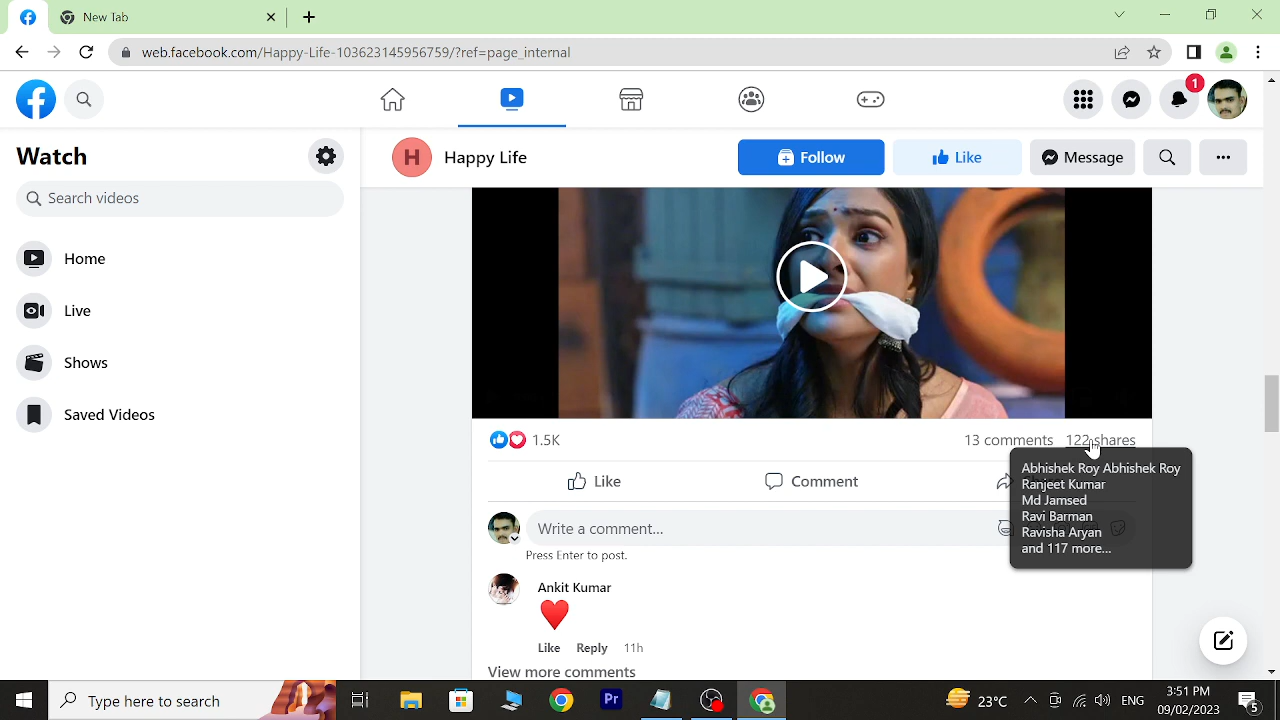 New Tab
web.facebook.com/Happy-Life-103623145956759/?ref=page_internal
1
Watch
Search videos
Home
Live
Shows
Saved Videos
H Happy Life
Follow
Like
Message
1.5K
13 comments 122 shares
Like
Comment
Abhishek Roy Abhishek Roy
Ranjeet Kumar
Md Jamsed
Ravi Barman
Ravisha Aryan
and 117 more...
Write a comment...
Press Enter to post.
Ankit Kumar
Like Reply 11h
View more comments
Type here to search
Pr
23°C
ENG
3:51 PM
09/02/2023
5